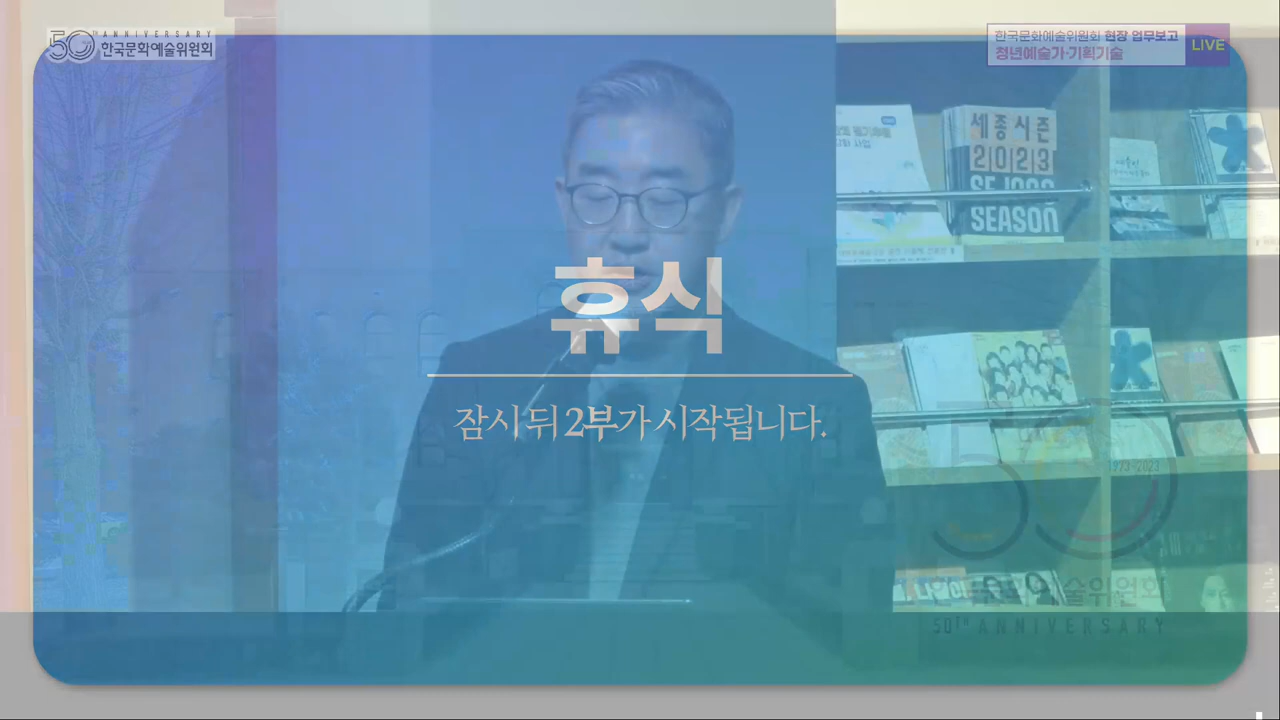 50TH ANNIVERSARY
한국문화예술위원회
한국문화예술위원회 현장 업무보고
청년예술가·기획기술
LIVE
세종시즌
2023
SEJONG
SEASON
휴식
잠시 뒤 2부가 시작됩니다.
1973-2023
50
한국문화예술위원회
50TH ANNIVERSARY